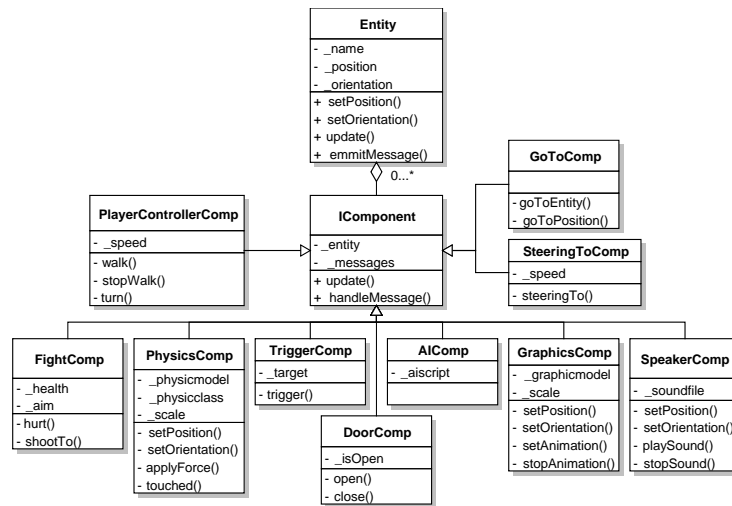 Entity
- _name
- _position
- _orientation
+ setPosition()
+ setOrientation()
+ update()
+ emmitMessage()
0...*
GoToComp
- goToEntity()
- goToPosition()
PlayerControllerComp
- _speed
- walk()
- stopWalk()
- turn()
IComponent
- _entity
- _messages
+ update()
+ handleMessage()
SteeringToComp
- _speed
- steeringTo()
FightComp
- _health
- _aim
- hurt()
- shootTo()
PhysicsComp
- _physicmodel
- _physicclass
- _scale
- setPosition()
- setOrientation()
- applyForce()
- touched()
TriggerComp
- _target
- trigger()
DoorComp
- _isOpen
- open()
- close()
AIComp
- _aiscript
GraphicsComp
- _graphicmodel
- _scale
- setPosition()
- setOrientation()
- setAnimation()
- stopAnimation()
SpeakerComp
- _soundfile
- setPosition()
- setOrientation()
- playSound()
- stopSound()